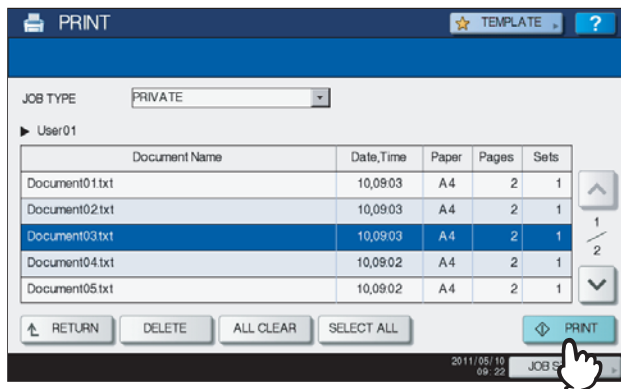 PRINT
TEMPLATE
?
JOB TYPE PRIVATE
User01
Document Name Date,Time Paper Pages Sets
Document01.txt 10,09:03 A4 2 1
Document02.txt 10,09:03 A4 2 1
Document03.txt 10,09:03 A4 2 1
Document04.txt 10,09:02 A4 2 1
Document05.txt 10,09:02 A4 2 1
1
2
RETURN DELETE ALL CLEAR SELECT ALL PRINT
2011/05/10
09:22
JOB